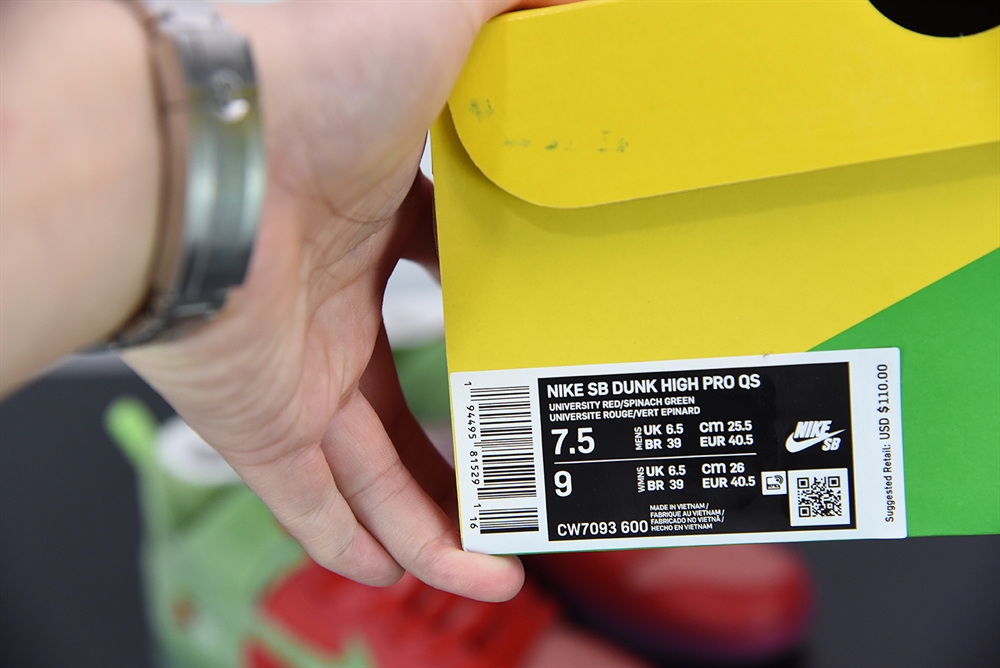 NIKE SB DUNK HIGH PRO QS
UNIVERSITY RED/SPINACH GREEN
UNIVERSITE ROUGE/VERT EPINARD
7.5 MENS UK 6.5 CM 25.5
BR 39 EUR 40.5
9 WMNS UK 6.5 CM 26
BR 39 EUR 40.5
MADE IN VIETNAM /
FABRIQUE AU VIETNAM /
FABRICADO NO VIETNÃ /
HECHO EN VIETNAM
CW7093 600
NIKE
SB
1 94495 81529 1 16
Suggested Retail: USD $110.00